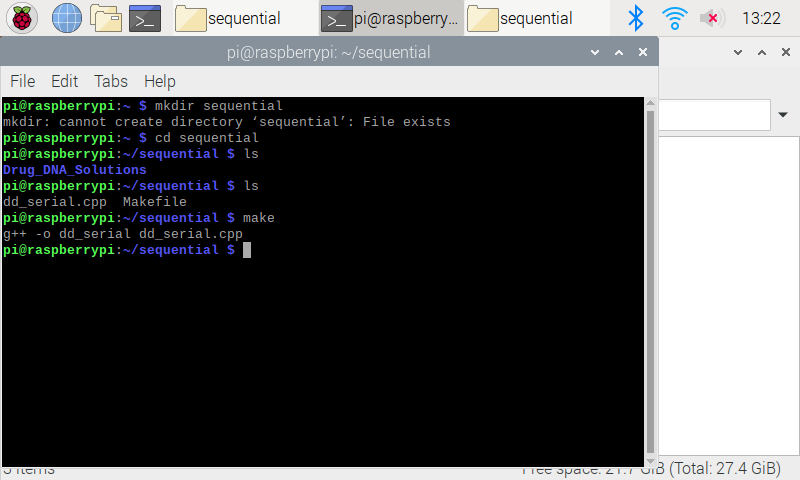 sequential
pi@raspberry...
sequential
13:22
pi@raspberrypi: ~/sequential
File Edit Tabs Help
pi@raspberrypi:~ $ mkdir sequential
mkdir: cannot create directory ‘sequential’: File exists
pi@raspberrypi:~ $ cd sequential
pi@raspberrypi:~/sequential $ ls
Drug_DNA_Solutions
pi@raspberrypi:~/sequential $ ls
dd_serial.cpp  Makefile
pi@raspberrypi:~/sequential $ make
g++ -o dd_serial dd_serial.cpp
pi@raspberrypi:~/sequential $
items
Free space: 21.7 GiB (Total: 27.4 GiB)